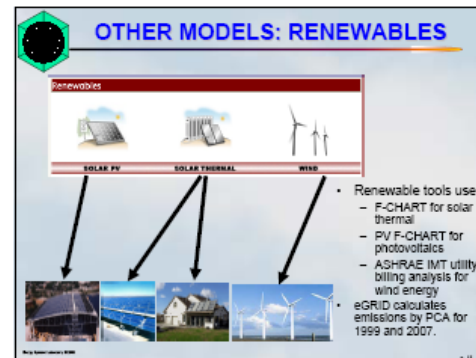 OTHER MODELS: RENEWABLES
Renewables
SOLAR PV
SOLAR THERMAL
WIND
• Renewable tools use
– F-CHART for solar
thermal
– PV F-CHART for
photovoltaics
– ASHRAE IMT utility
billing analysis for
wind energy
• eGRID calculates
emissions by PCA for
1999 and 2007.